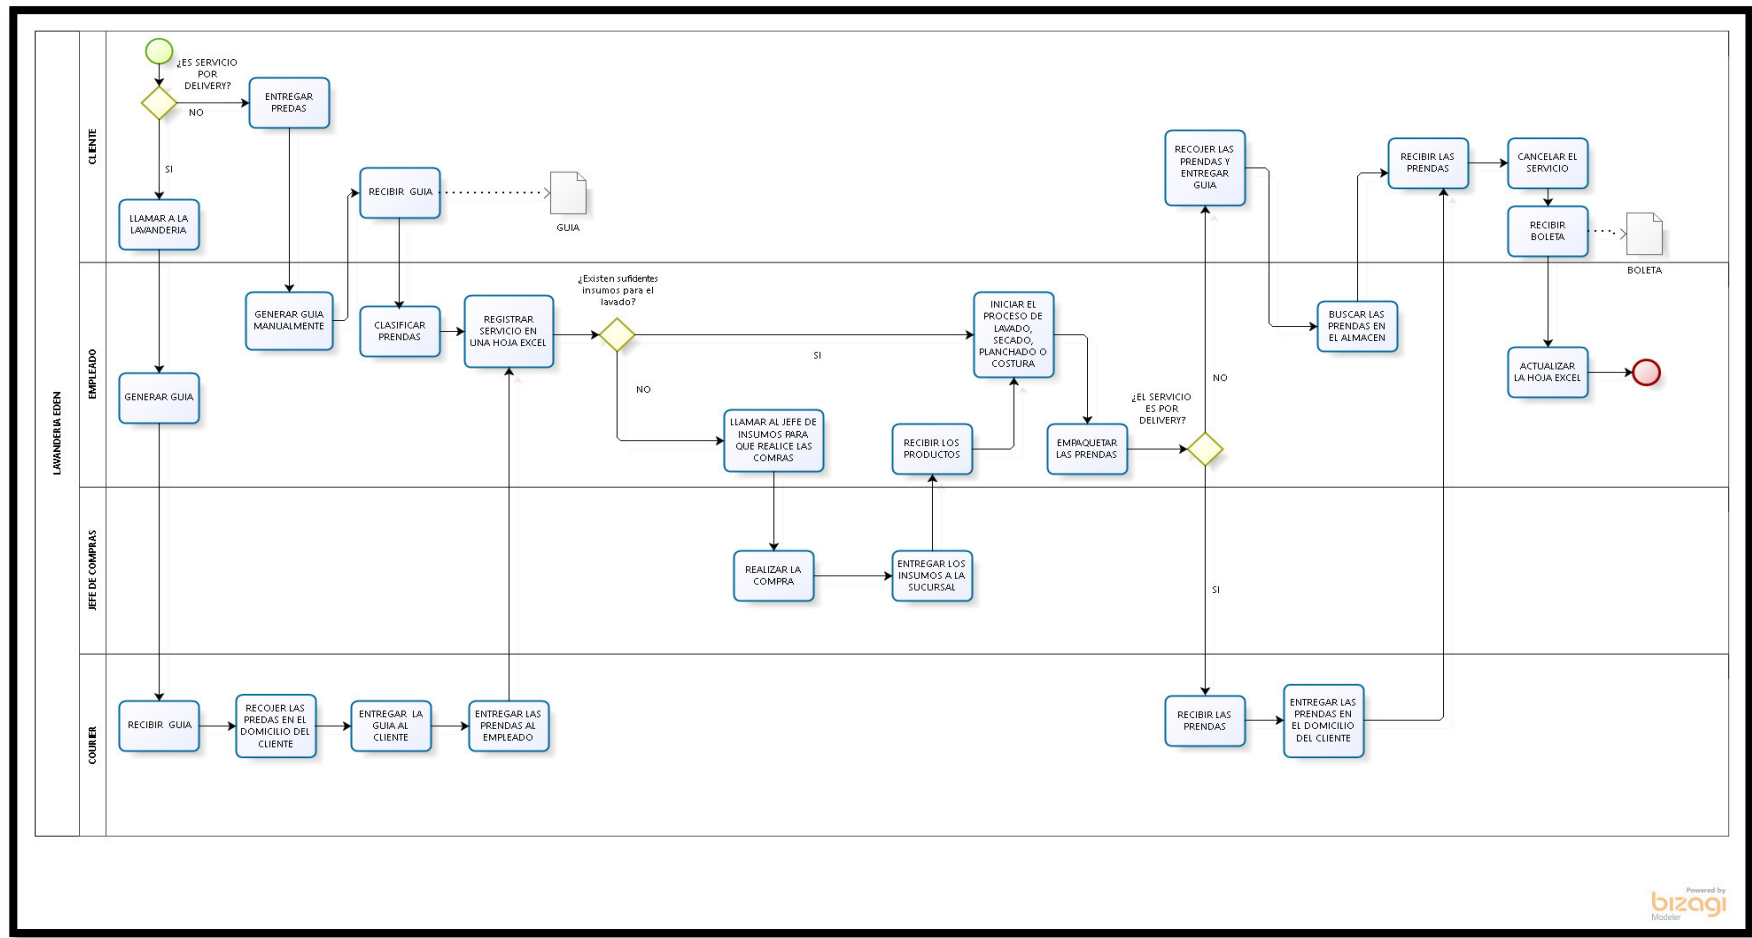 LAVANDERIA EDEN
CLIENTE
¿ES SERVICIO
POR
DELIVERY?
NO
SI
ENTREGAR
PREDAS
LLAMAR A LA
LAVANDERIA
RECIBIR GUIA
GUIA
RECOJER LAS
PRENDAS Y
ENTREGAR
GUIA
RECIBIR LAS
PRENDAS
CANCELAR EL
SERVICIO
RECIBIR
BOLETA
BOLETA
EMPLEADO
GENERAR GUIA
MANUALMENTE
GENERAR GUIA
CLASIFICAR
PRENDAS
REGISTRAR
SERVICIO EN
UNA HOJA EXCEL
¿Existen suficientes
insumos para el
lavado?
SI
NO
LLAMAR AL JEFE DE
INSUMOS PARA
QUE REALICE LAS
COMPRAS
RECIBIR LOS
PRODUCTOS
INICIAR EL
PROCESO DE
LAVADO,
SECADO,
PLANCHADO O
COSTURA
EMPAQUETAR
LAS PRENDAS
¿EL SERVICIO
ES POR
DELIVERY?
NO
SI
BUSCAR LAS
PRENDAS EN
EL ALMACEN
ACTUALIZAR
LA HOJA EXCEL
JEFE DE COMPRAS
REALIZAR LA
COMPRA
ENTREGAR LOS
INSUMOS A LA
SUCURSAL
COURIER
RECIBIR GUIA
RECOJER LAS
PREDAS EN EL
DOMICILIO DEL
CLIENTE
ENTREGAR LA
GUIA AL
CLIENTE
ENTREGAR LAS
PRENDAS AL
EMPLEADO
RECIBIR LAS
PRENDAS
ENTREGAR LAS
PRENDAS EN
EL DOMICILIO
DEL CLIENTE
Powered by
bizagi
Modeler